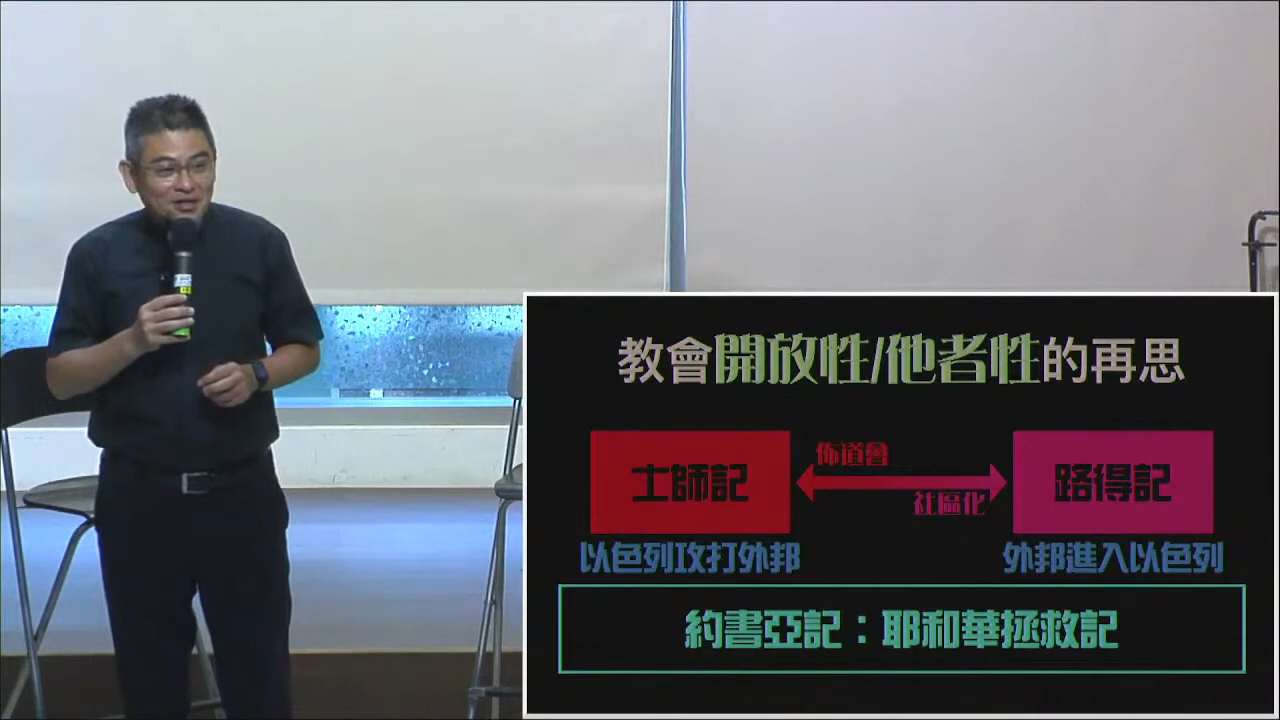 教會開放性/他者性的再思
士師記
佈道會
社區化
路得記
以色列攻打外邦
外邦進入以色列
約書亞記：耶和華拯救記